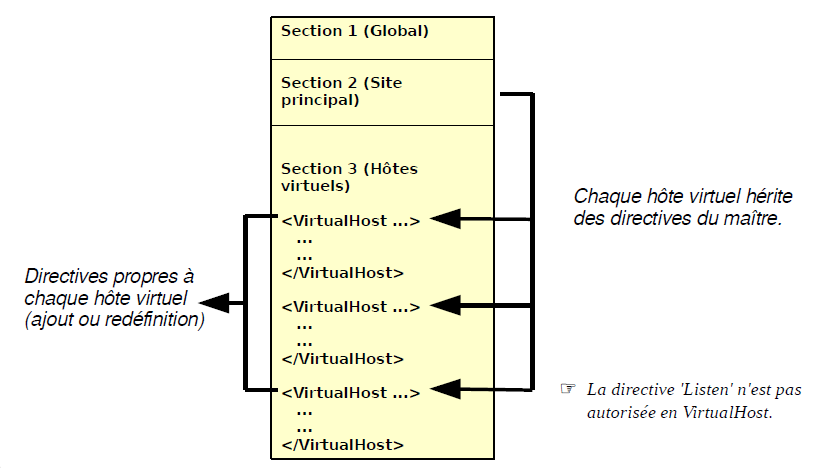 Section 1 (Global)
Section 2 (Site
principal)
Section 3 (Hôtes
virtuels)
<VirtualHost ...>
...
...
</VirtualHost>
<VirtualHost ...>
...
...
</VirtualHost>
<VirtualHost ...>
...
...
</VirtualHost>
Directives propres à
chaque hôte virtuel
(ajout ou redéfinition)
Chaque hôte virtuel hérite
des directives du maître.
☞ La directive 'Listen' n'est pas
autorisée en VirtualHost.